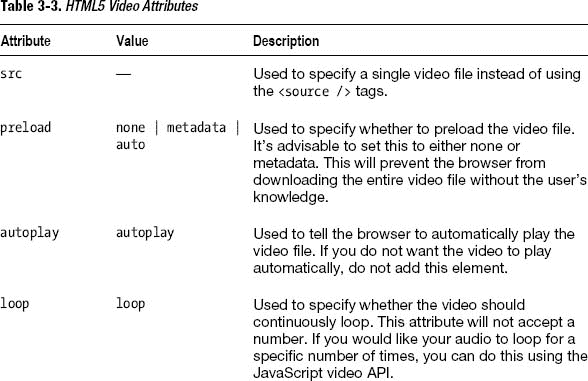 Table 3-3. HTML5 Video Attributes
Attribute Value Description
src — Used to specify a single video file instead of using
the <source /> tags.
preload none | metadata | Used to specify whether to preload the video file.
auto It’s advisable to set this to either none or
metadata. This will prevent the browser from
downloading the entire video file without the user’s
knowledge.
autoplay autoplay Used to tell the browser to automatically play the
video file. If you do not want the video to play
automatically, do not add this element.
loop loop Used to specify whether the video should
continuously loop. This attribute will not accept a
number. If you would like your audio to loop for a
specific number of times, you can do this using the
JavaScript video API.